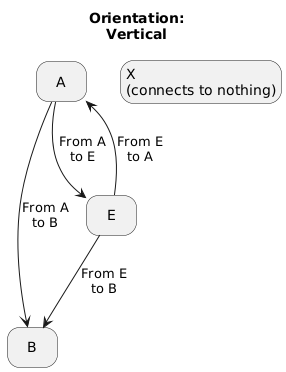 Orientation:
Vertical
A
X
(connects to nothing)
From A
to E
From E
to A
From A
to B
E
From E
to B
B